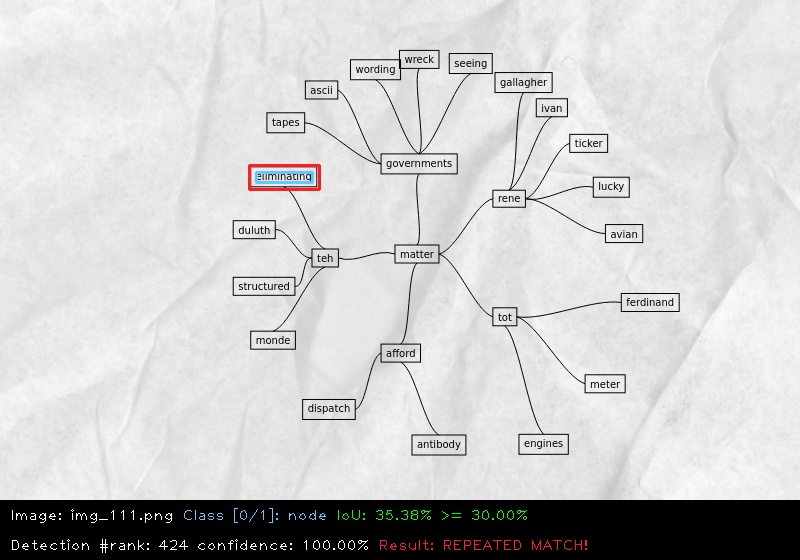 wreck
seeing
wording
gallagher
ascii
ivan
tapes
ticker
governments
eliminating
lucky
rene
duluth
avian
matter
teh
structured
ferdinand
tot
monde
afford
meter
dispatch
antibody
engines
Image: img_111.png Class [0/1]: node IoU: 35.38% >= 30.00%
Detection #rank: 424 confidence: 100.00% Result: REPEATED MATCH!